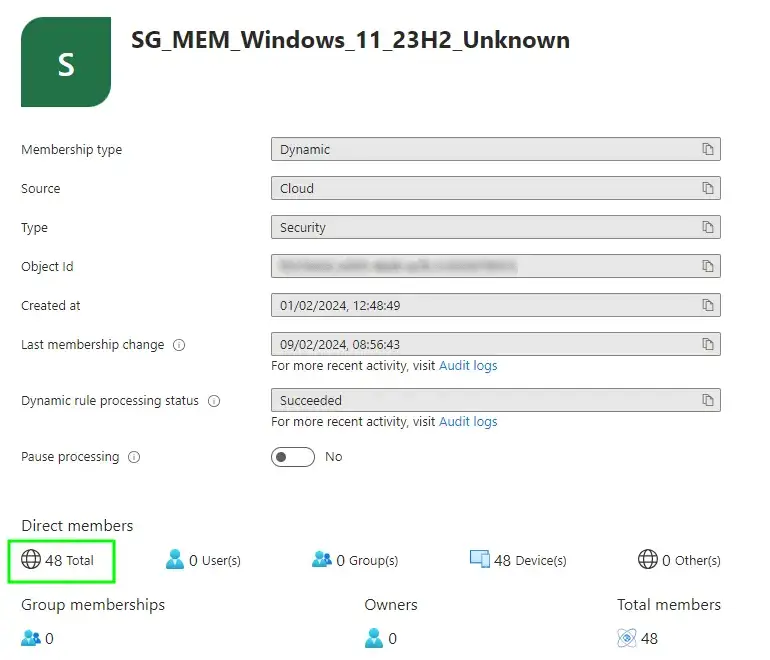 S
SG_MEM_Windows_11_23H2_Unknown
Membership type Dynamic
Source Cloud
Type Security
Object Id
Created at 01/02/2024, 12:48:49
Last membership change 09/02/2024, 08:56:43
For more recent activity, visit Audit logs
Dynamic rule processing status Succeeded
For more recent activity, visit Audit logs
Pause processing No
Direct members
48 Total 0 User(s) 0 Group(s) 48 Device(s) 0 Other(s)
Group memberships Owners Total members
0 0 48